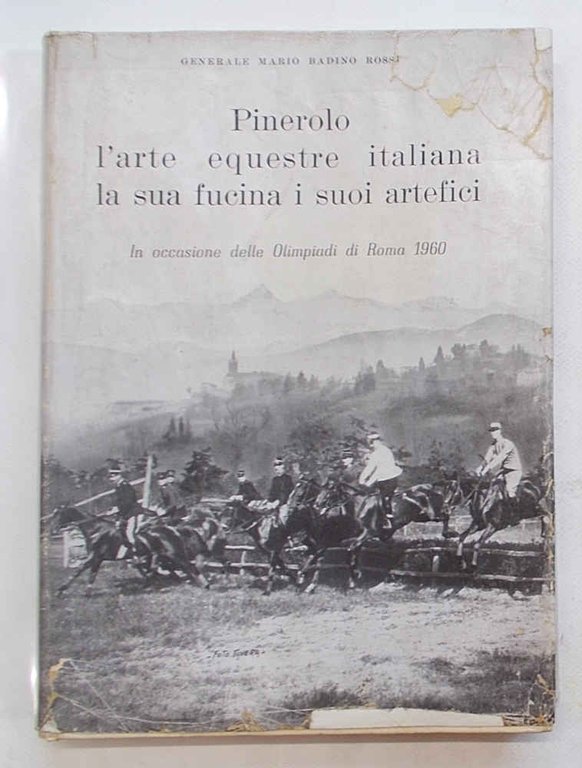 GENERALE MARIO BADINO ROSSI
Pinerolo
l'arte equestre italiana
la sua fucina i suoi artefici
In occasione delle Olimpiadi di Roma 1960
FOTO